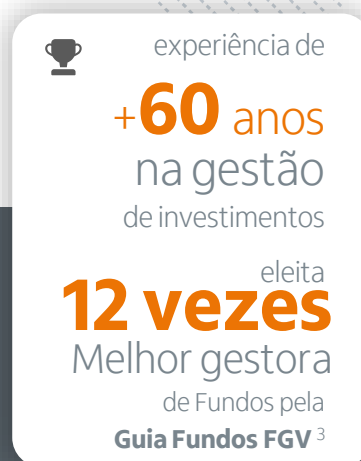 experiência de
+60 anos
na gestão
de investimentos
eleita
12 vezes
Melhor gestora
de Fundos pela
Guia Fundos FGV 3